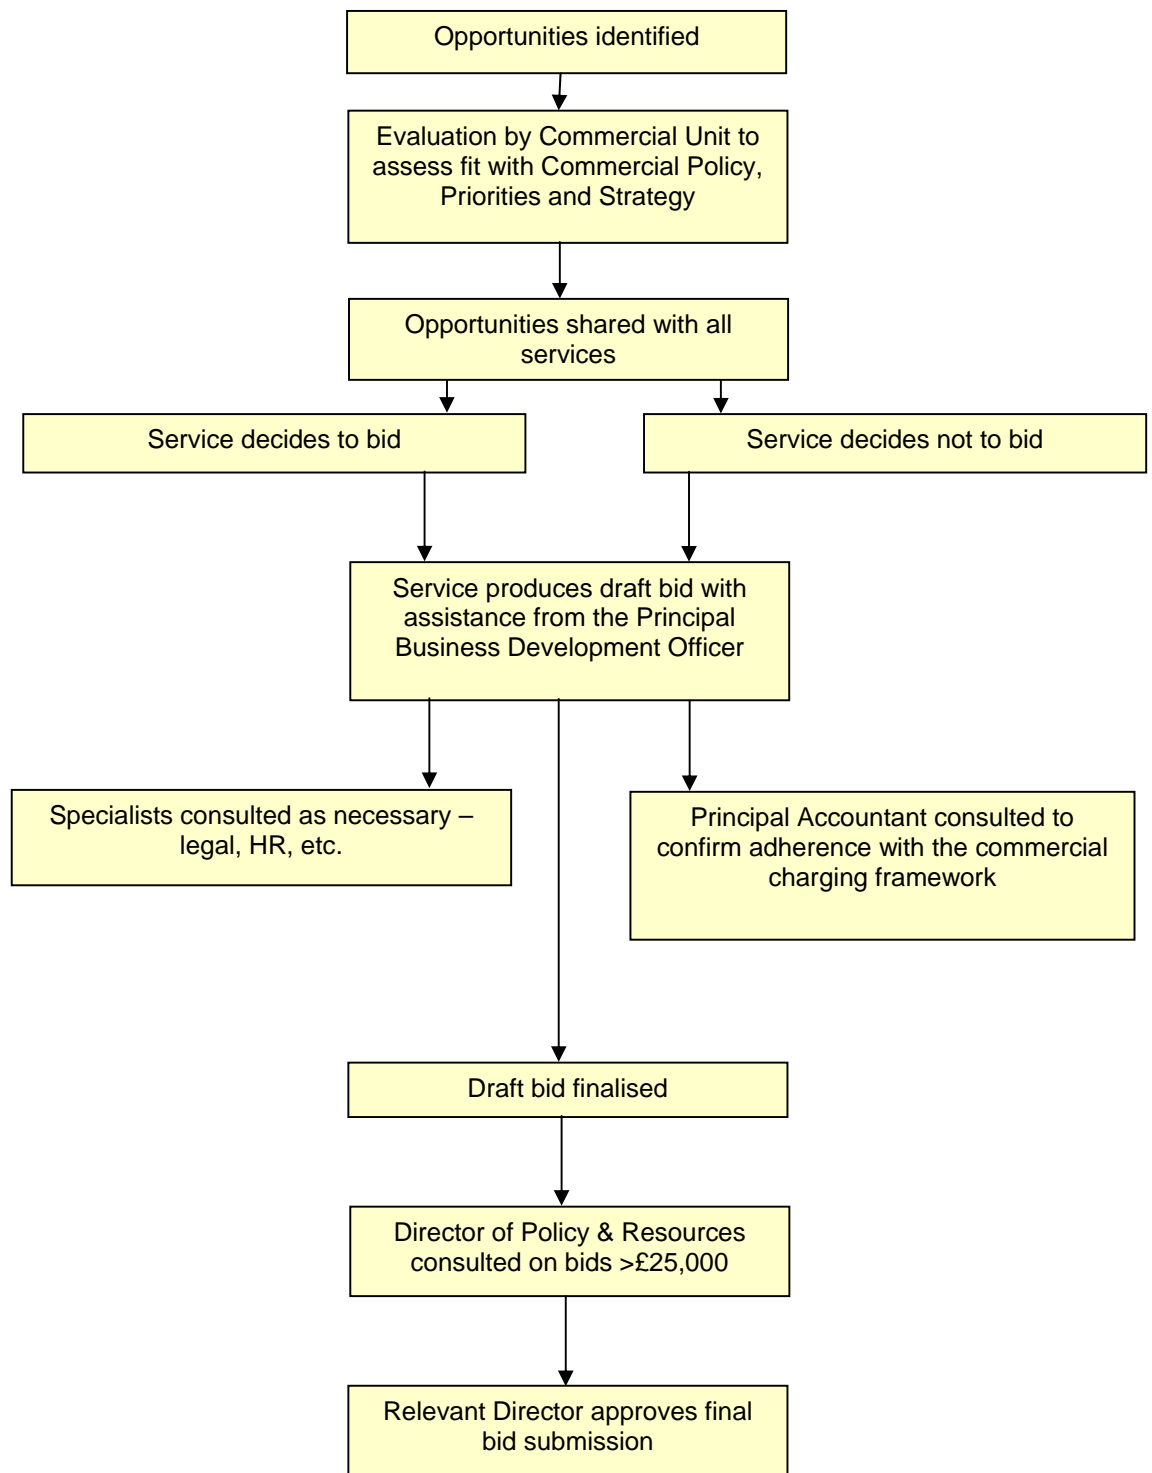 Opportunities identified
Evaluation by Commercial Unit to
assess fit with Commercial Policy,
Priorities and Strategy
Opportunities shared with all
services
Service decides to bid
Service decides not to bid
Service produces draft bid with
assistance from the Principal
Business Development Officer
Specialists consulted as necessary –
legal, HR, etc.
Principal Accountant consulted to
confirm adherence with the commercial
charging framework
Draft bid finalised
Director of Policy & Resources
consulted on bids >£25,000
Relevant Director approves final
bid submission